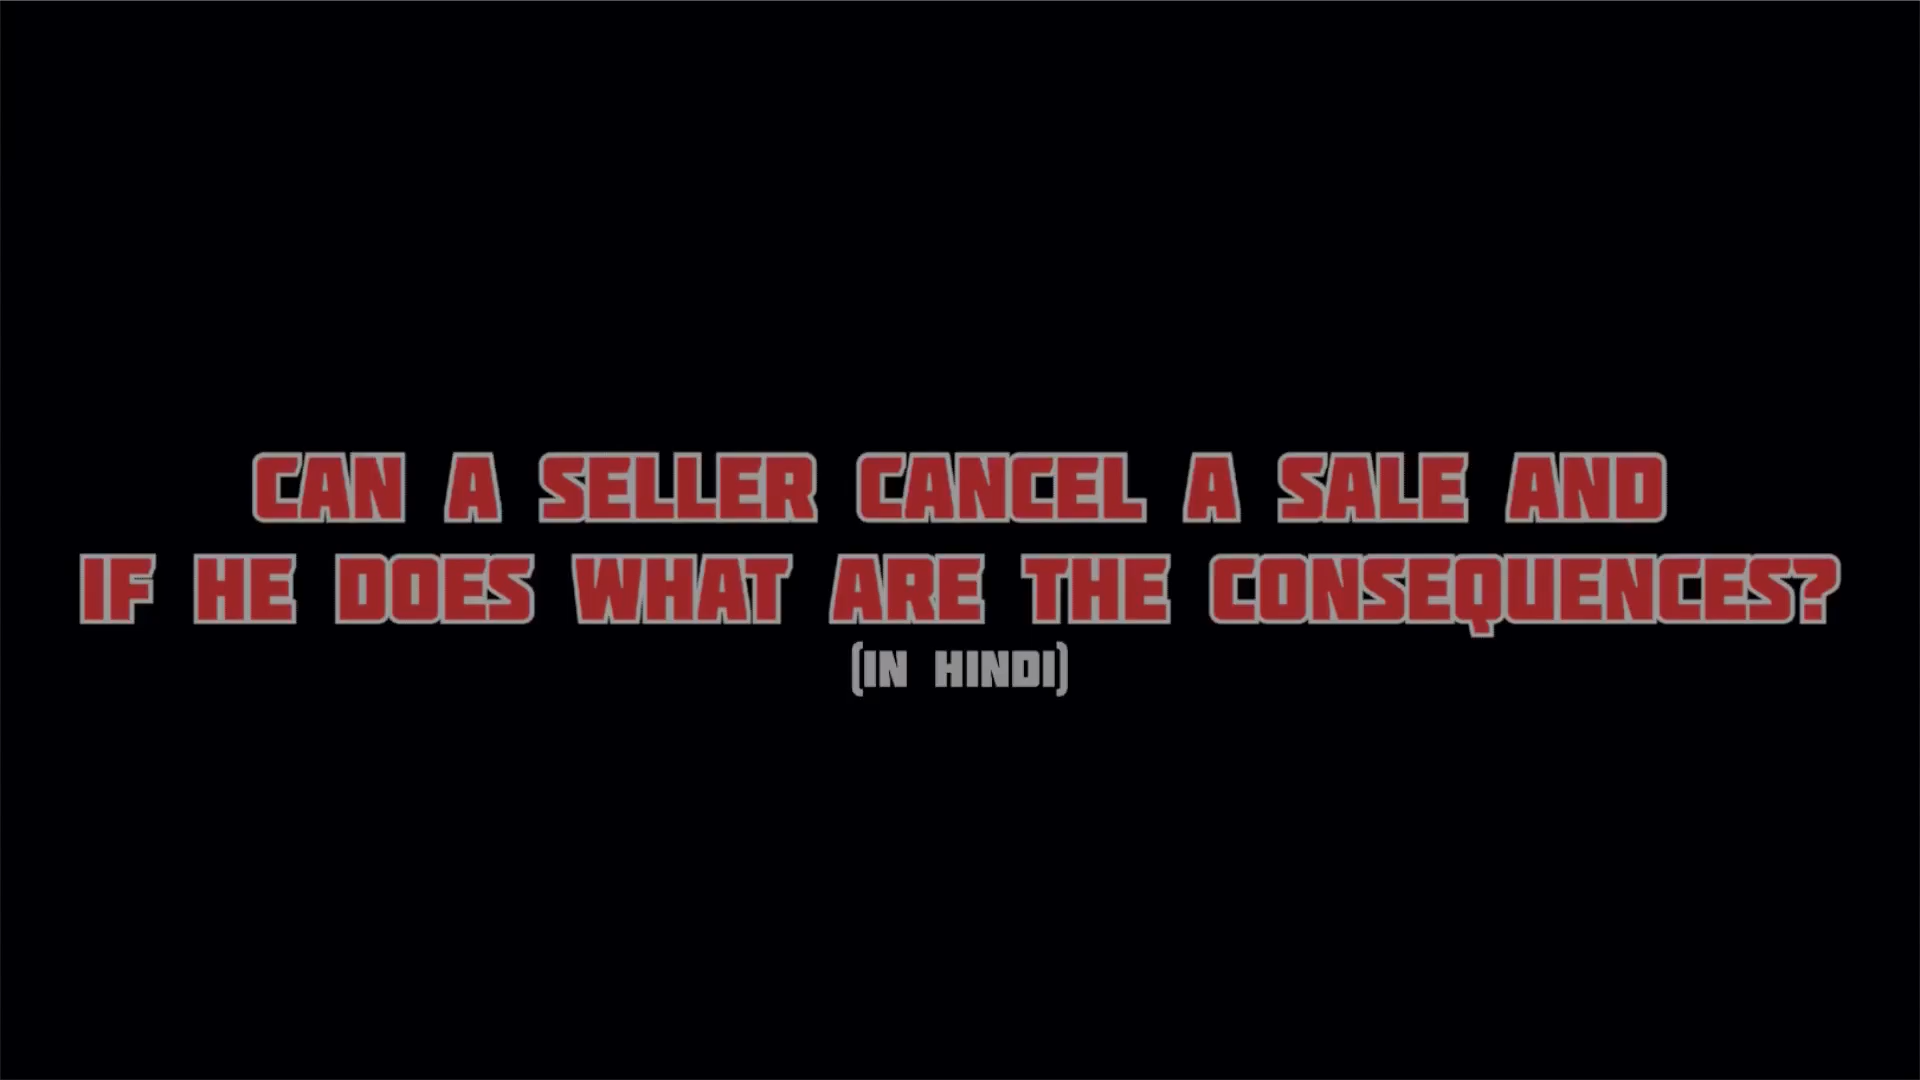 CAN A SELLER CANCEL A SALE AND
IF HE DOES WHAT ARE THE CONSEQUENCES?
(IN HINDI)